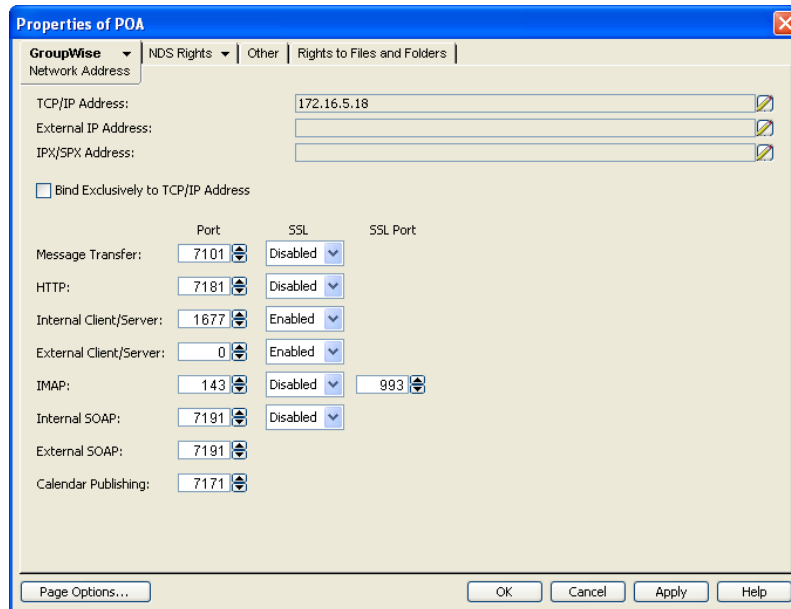 Properties of POA
GroupWise NDS Rights Other Rights to Files and Folders
Network Address
TCP/IP Address: 172.16.5.18
External IP Address:
IPX/SPX Address:
Bind Exclusively to TCP/IP Address
Port SSL SSL Port
Message Transfer: 7101 Disabled
HTTP: 7181 Disabled
Internal Client/Server: 1677 Enabled
External Client/Server: 0 Enabled
IMAP: 143 Disabled 993
Internal SOAP: 7191 Disabled
External SOAP: 7191
Calendar Publishing: 7171
Page Options... OK Cancel Apply Help